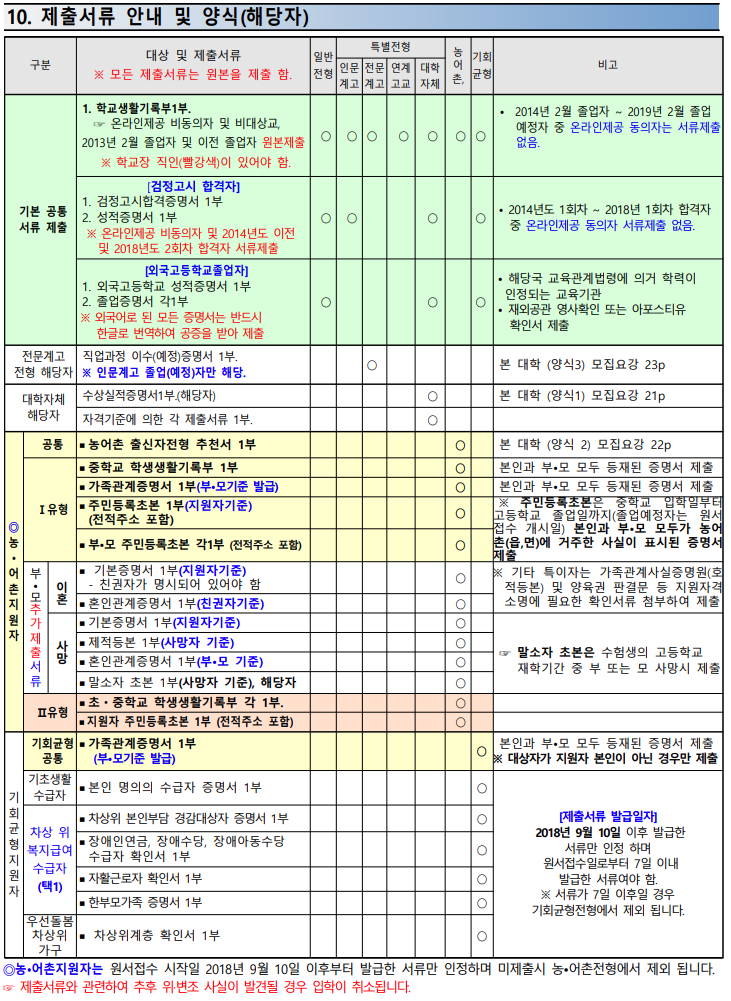 10. 제출서류 안내 및 양식(해당자)
구분
대상 및 제출서류
※ 모든 제출서류는 원본을 제출 함.
일반
전형
특별전형
인문
계고
전문
계고
연계
고교
대학
자체
농
어
촌,
기회
균형
비고
기본 공통
서류 제출
1. 학교생활기록부1부.
☞ 온라인제공 비동의자 및 비대상교,
2013년 2월 졸업자 및 이전 졸업자 원본제출
※ 학교장 직인(빨강색)이 있어야 함.
○ ○ ○ ○ ○ ○ ○
• 2014년 2월 졸업자 ~ 2019년 2월 졸업
예정자 중 온라인제공 동의자는 서류제출
없음.
[검정고시 합격자]
1. 검정고시합격증명서 1부
2. 성적증명서 1부
※ 온라인제공 비동의자 및 2014년도 이전
및 2018년도 2회차 합격자 서류제출
○ ○ ○ ○
• 2014년도 1회차 ~ 2018년 1회차 합격자
중 온라인제공 동의자 서류제출 없음.
[외국고등학교졸업자]
1. 외국고등학교 성적증명서 1부
2. 졸업증명서 각1부
※ 외국어로 된 모든 증명서는 반드시
한글로 번역하여 공증을 받아 제출
○ ○ ○
• 해당국 교육관계법령에 의거 학력이
인정되는 교육기관
• 재외공관 영사확인 또는 아포스티유
확인서 제출
전문계고
전형 해당자
직업과정 이수(예정)증명서 1부.
※ 인문계고 졸업(예정)자만 해당.
○
본 대학 (양식3) 모집요강 23p
대학자체
해당자
수상실적증명서1부.(해당자)
○
본 대학 (양식1) 모집요강 21p
자격기준에 의한 각 제출서류 1부.
○
◎농·어촌지원자
공통
▪ 농어촌 출신자전형 추천서 1부
○
본 대학 (양식 2) 모집요강 22p
Ⅰ유형
▪ 중학교 학생생활기록부 1부
○
본인과 부•모 모두 등재된 증명서 제출
▪ 가족관계증명서 1부(부•모기준 발급)
○
본인과 부•모 모두 등재된 증명서 제출
▪ 주민등록초본 1부(지원자기준)
(전적주소 포함)
○
▪ 부•모 주민등록초본 각1부 (전적주소 포함)
○
※ 주민등록초본은 중학교 입학일부터
고등학교 졸업일까지(졸업예정자는 원서
접수 개시일) 본인과 부•모 모두가 농어
촌(읍,면)에 거주한 사실이 표시된 증명서
제출
부•모추가제출서류
이혼
▪ 기본증명서 1부(지원자기준)
- 친권자가 명시되어 있어야 함
○
▪ 혼인관계증명서 1부(친권자기준)
○
※ 기타 특이자는 가족관계사실증명원(호
적등본) 및 양육권 판결문 등 지원자격
소명에 필요한 확인서류 첨부하여 제출
사망
▪ 기본증명서 1부(지원자기준)
○
▪ 제적등본 1부(사망자 기준)
○
▪ 혼인관계증명서 1부(부•모 기준)
○
▪ 말소자 초본 1부(사망자 기준), 해당자
○
☞ 말소자 초본은 수험생의 고등학교
재학기간 중 부 또는 모 사망시 제출
Ⅱ유형
▪ 초·중학교 학생생활기록부 각 1부.
○
▪ 지원자 주민등록초본 1부 (전적주소 포함)
○
기회균형지원자
기회균형
공통
▪ 가족관계증명서 1부
(부•모기준 발급)
○
본인과 부•모 모두 등재된 증명서 제출
※ 대상자가 지원자 본인이 아닌 경우만 제출
기초생활
수급자
▪ 본인 명의의 수급자 증명서 1부
○
차상 위
복지급여
수급자
(택1)
▪ 차상위 본인부담 경감대상자 증명서 1부
○
▪ 장애인연금, 장애수당, 장애아동수당
수급자 확인서 1부
○
▪ 자활근로자 확인서 1부
○
▪ 한부모가족 증명서 1부
○
우선돌봄
차상위
가구
▪ 차상위계층 확인서 1부
○
[제출서류 발급일자]
2018년 9월 10일 이후 발급한
서류만 인정 하며
원서접수일로부터 7일 이내
발급한 서류여야 함.
※ 서류가 7일 이후일 경우
기회균형전형에서 제외 됩니다.
◎농•어촌지원자는 원서접수 시작일 2018년 9월 10일 이후부터 발급한 서류만 인정하며 미제출시 농•어촌전형에서 제외 됩니다.
☞ 제출서류와 관련하여 추후 위·변조 사실이 발견될 경우 입학이 취소됩니다.